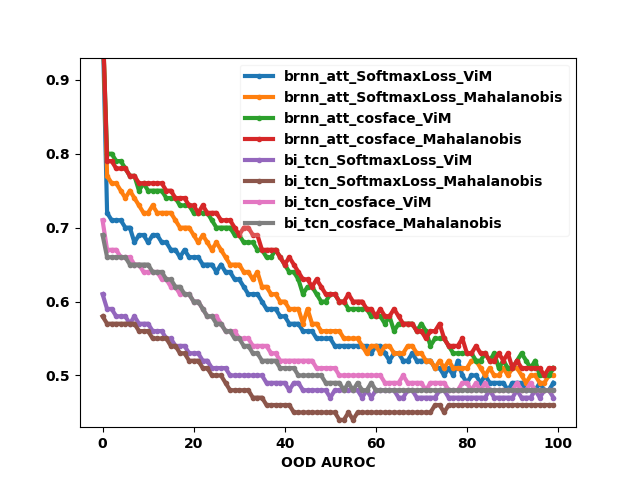 0.9
0.8
0.7
0.6
0.5
brnn_att_SoftmaxLoss_ViM
brnn_att_SoftmaxLoss_Mahalanobis
brnn_att_cosface_ViM
brnn_att_cosface_Mahalanobis
bi_tcn_SoftmaxLoss_ViM
bi_tcn_SoftmaxLoss_Mahalanobis
bi_tcn_cosface_ViM
bi_tcn_cosface_Mahalanobis
0 20 40 60 80 100
OOD AUROC